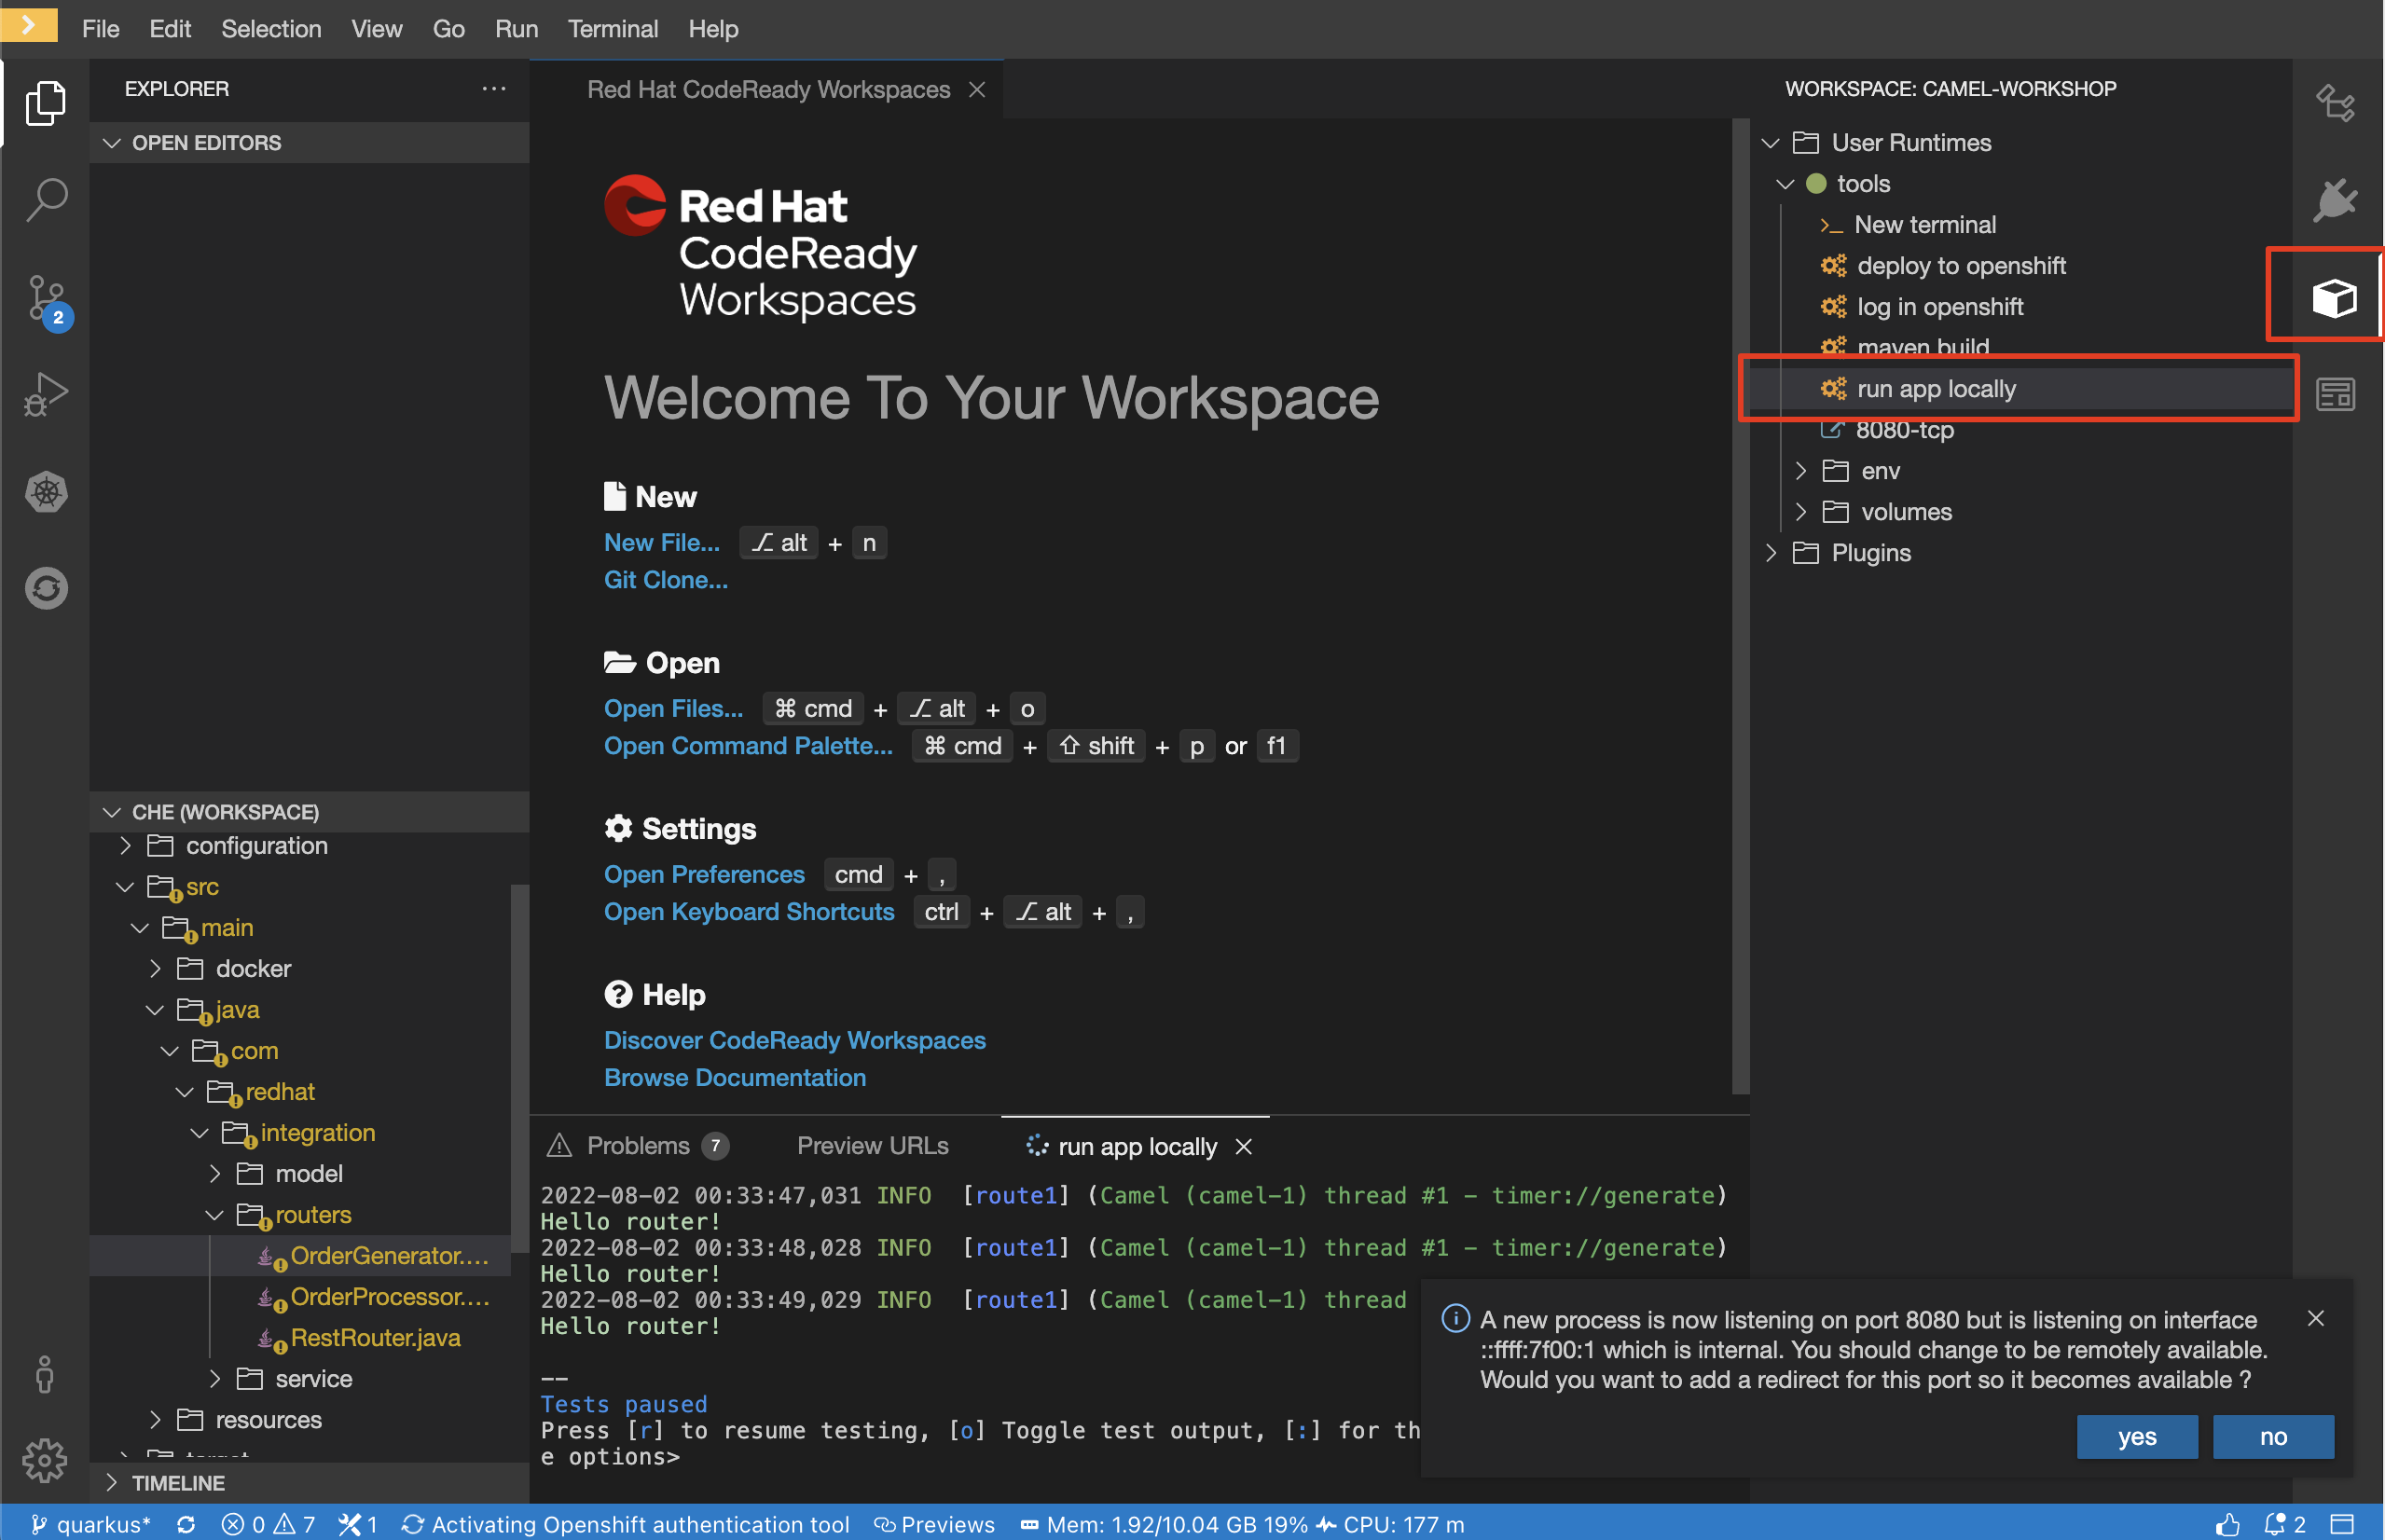 File Edit Selection View Go Run Terminal Help
EXPLORER
OPEN EDITORS
2
CHE (WORKSPACE)
configuration
src
main
docker
java
com
redhat
integration
model
routers
OrderGenerator....
OrderProcessor....
RestRouter.java
service
resources
target
TIMELINE
Red Hat CodeReady Workspaces
Red Hat
CodeReady
Workspaces
Welcome To Your Workspace
New
New File... ⌥ alt + n
Git Clone...
Open
Open Files... ⌘ cmd + ⌥ alt + o
Open Command Palette... ⌘ cmd + ⇧ shift + p or f1
Settings
Open Preferences cmd + ,
Open Keyboard Shortcuts ctrl + ⌥ alt + ,
Help
Discover CodeReady Workspaces
Browse Documentation
Problems 7 Preview URLs run app locally
2022-08-02 00:33:47,031 INFO [route1] (Camel (camel-1) thread #1 - timer://generate)
Hello router!
2022-08-02 00:33:48,028 INFO [route1] (Camel (camel-1) thread #1 - timer://generate)
Hello router!
2022-08-02 00:33:49,029 INFO [route1] (Camel (camel-1) thread
Hello router!
--
Tests paused
Press [r] to resume testing, [o] Toggle test output, [:] for th
e options>
WORKSPACE: CAMEL-WORKSHOP
User Runtimes
tools
New terminal
deploy to openshift
log in openshift
maven build
run app locally
8080-tcp
env
volumes
Plugins
A new process is now listening on port 8080 but is listening on interface
::ffff:7f00:1 which is internal. You should change to be remotely available.
Would you want to add a redirect for this port so it becomes available ?
yes no
quarkus* 0 7 1 Activating Openshift authentication tool Previews Mem: 1.92/10.04 GB 19% CPU: 177 m 2